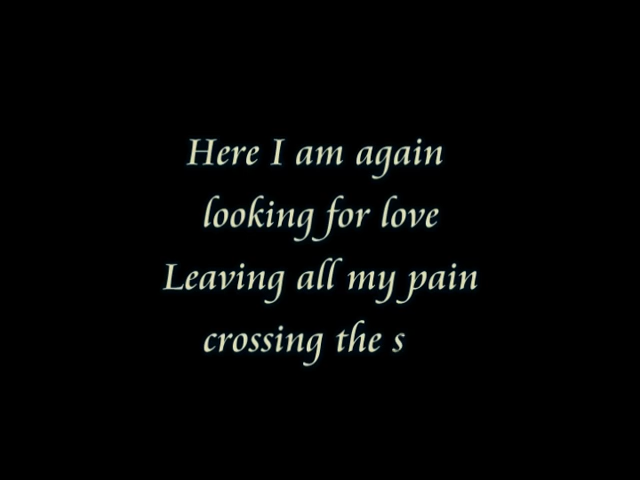 Here I am again
looking for love
Leaving all my pain
crossing the s